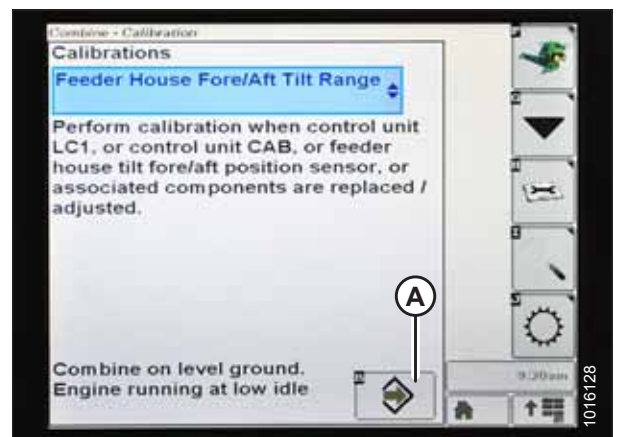 Combine - Calibration
Calibrations
Feeder House Fore/Aft Tilt Range
Perform calibration when control unit
LC1, or control unit CAB, or feeder
house tilt fore/aft position sensor, or
associated components are replaced /
adjusted.
A
Combine on level ground.
Engine running at low idle
9:20am
1016128